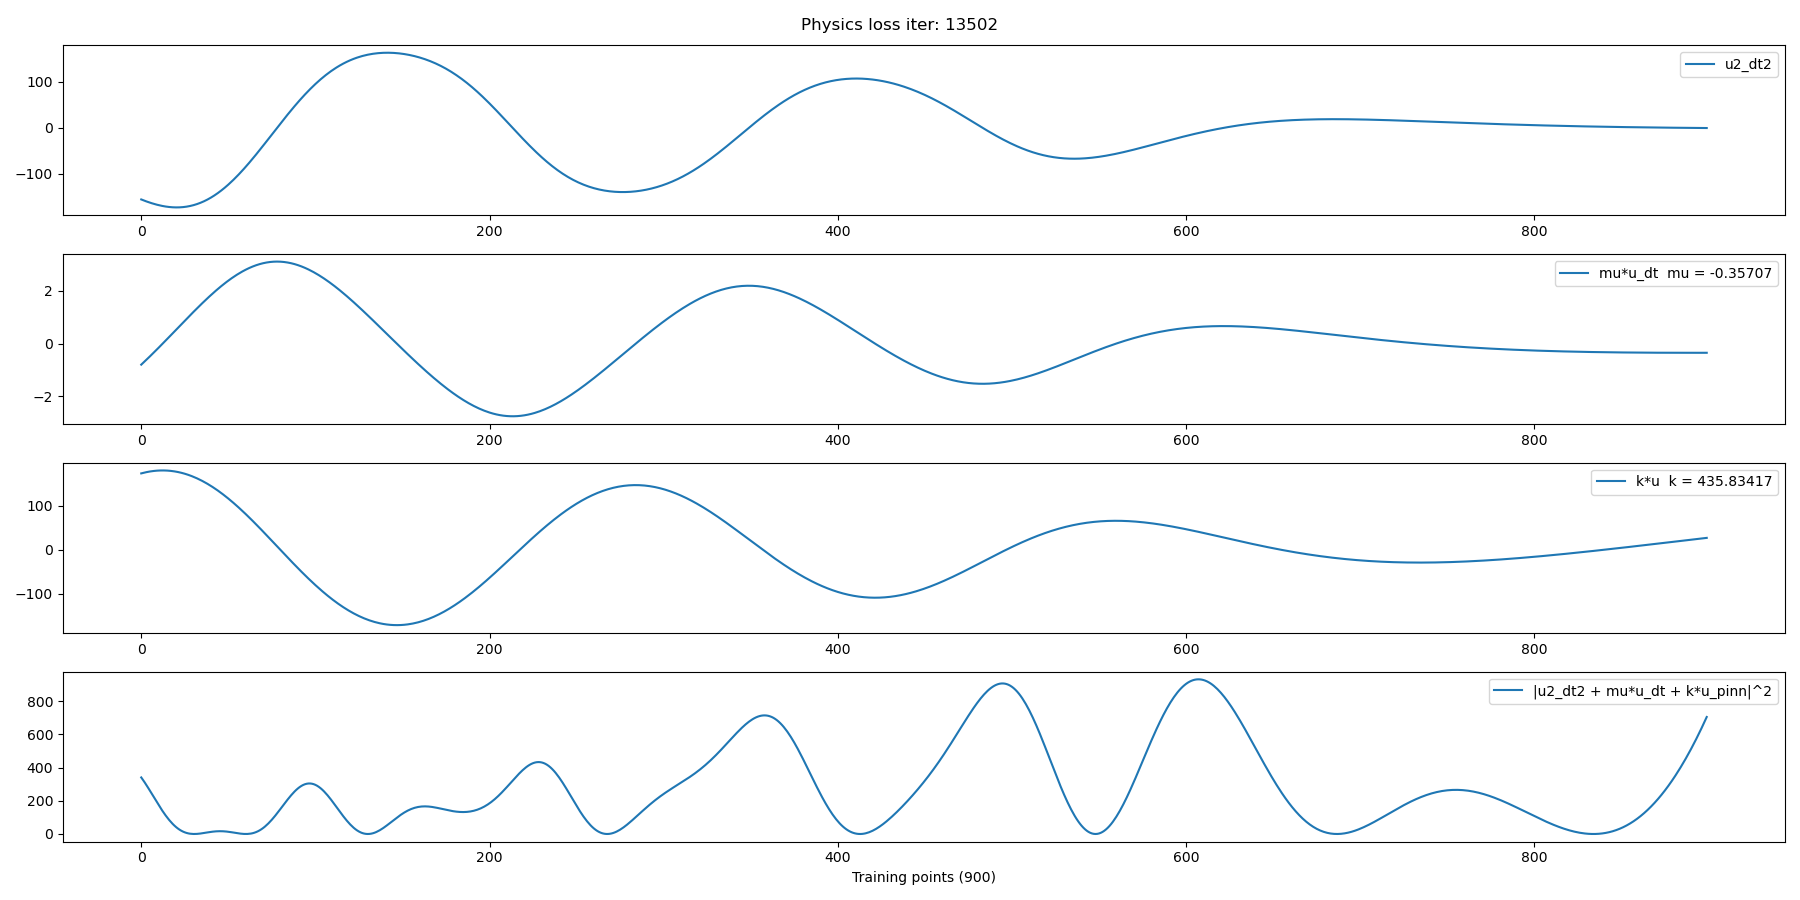 Physics loss iter: 13502
u2_dt2
100
0
−100
0 200 400 600 800
mu*u_dt  mu = -0.35707
2
0
−2
0 200 400 600 800
k*u  k = 435.83417
100
0
−100
0 200 400 600 800
|u2_dt2 + mu*u_dt + k*u_pinn|^2
800
600
400
200
0
0 200 400 600 800
Training points (900)